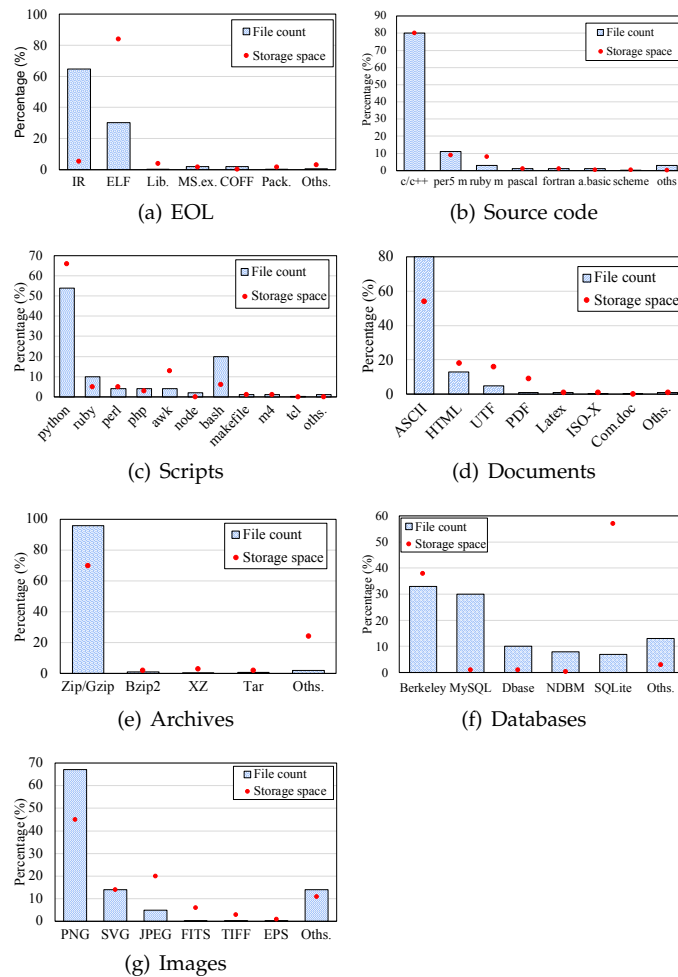 100
80
60
40
20
0
Percentage (%)
File count
Storage space
IR ELF Lib. MS.ex. COFF Pack. Oths.
(a) EOL
90
80
70
60
50
40
30
20
10
0
Percentage (%)
File count
Storage space
c/c++ per5 m ruby m pascal fortran a.basic scheme oths
(b) Source code
70
60
50
40
30
20
10
0
Percentage (%)
File count
Storage space
python ruby perl php awk node bash makefile m4 tcl oths.
(c) Scripts
80
60
40
20
0
Percentage (%)
File count
Storage space
ASCII HTML UTF PDF Latex ISO-X Com.doc Oths.
(d) Documents
100
80
60
40
20
0
Percentage (%)
File count
Storage space
Zip/Gzip Bzip2 XZ Tar Oths.
(e) Archives
60
50
40
30
20
10
0
Percentage (%)
File count
Storage space
Berkeley MySQL Dbase NDBM SQLite Oths.
(f) Databases
70
60
50
40
30
20
10
0
Percentage (%)
File count
Storage space
PNG SVG JPEG FITS TIFF EPS Oths.
(g) Images